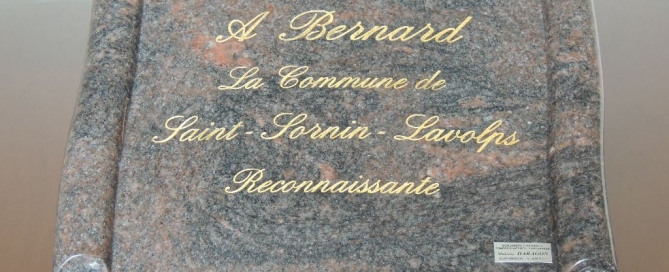 A Bernard
La Commune de
Saint - Sornin - Lavolps
Reconnaissante